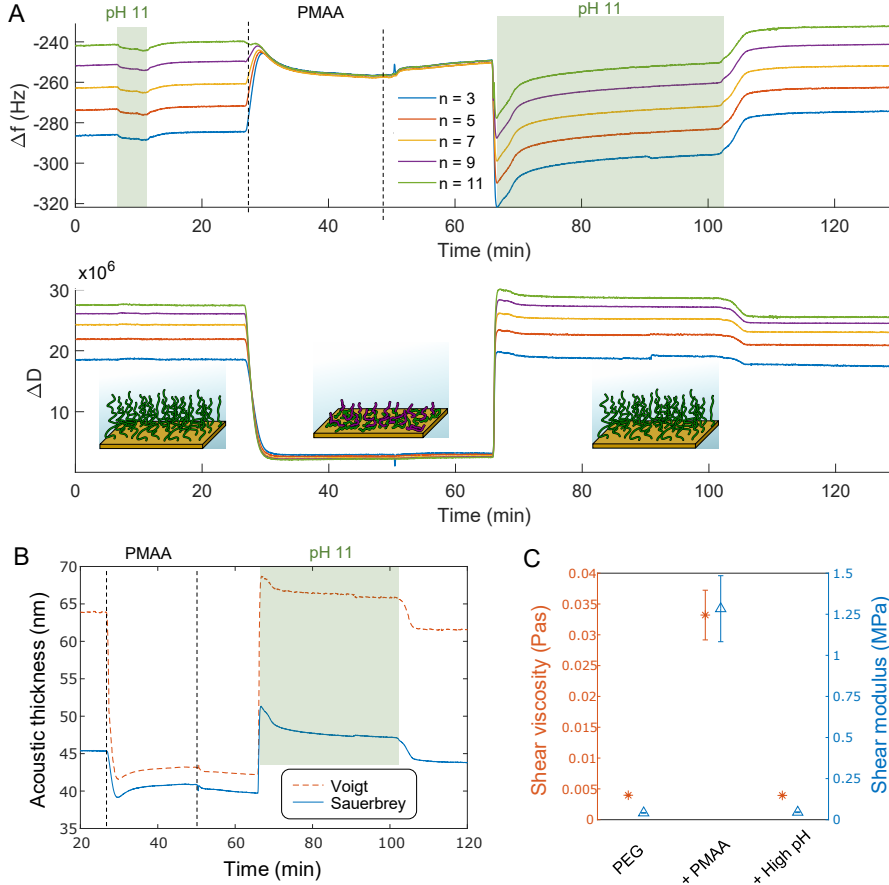 A
pH 11
PMAA
pH 11
-240
-260
-280
-300
-320
Δf (Hz)
n = 3
n = 5
n = 7
n = 9
n = 11
0
20
40
60
80
100
120
Time (min)
x10⁶
30
20
10
ΔD
0
20
40
60
80
100
120
Time (min)
B
PMAA
pH 11
70
65
60
55
50
45
40
35
Acoustic thickness (nm)
Voigt
Sauerbrey
20
40
60
80
100
120
Time (min)
C
0.04
0.035
0.03
0.025
0.02
0.015
0.01
0.005
0
Shear viscosity (Pas)
1.5
1.25
1
0.75
0.5
0.25
0
Shear modulus (MPa)
PEG
+ PMAA
+ High pH